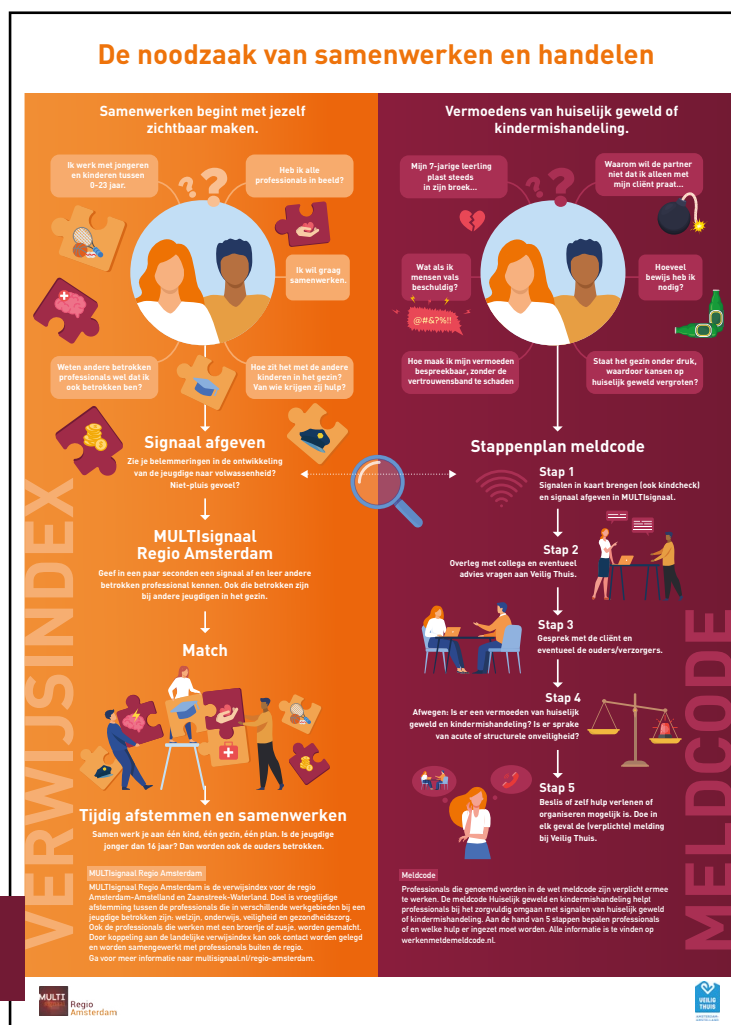 De noodzaak van samenwerken en handelen
Samenwerken begint met jezelf
zichtbaar maken.
Ik werk met jongeren
en kinderen tussen
0-23 jaar.
Heb ik alle
professionals in beeld?
Ik wil graag
samenwerken.
Weten andere betrokken
professionals wel dat ik
ook betrokken ben?
Hoe zit het met de andere
kinderen in het gezin?
Van wie krijgen zij hulp?
Signaal afgeven
Zie je belemmeringen in de ontwikkeling
van de jeugdige naar volwassenheid?
Niet-pluis gevoel?
MULTIsignaal
Regio Amsterdam
Geef in een paar seconden een signaal af en leer andere
betrokken professional kennen. Ook die betrokken zijn
bij andere jeugdigen in het gezin.
Match
Tijdig afstemmen en samenwerken
Samen werk je aan één kind, één gezin, één plan. Is de jeugdige
jonger dan 16 jaar? Dan worden ook de ouders betrokken.
MULTIsignaal Regio Amsterdam
MULTIsignaal Regio Amsterdam is de verwijsindex voor de regio
Amsterdam-Amstelland en Zaanstreek-Waterland. Doel is vroegtijdige
afstemming tussen de professionals die in verschillende werkgebieden bij een
jeugdige betrokken zijn: welzijn, onderwijs, veiligheid en gezondheidszorg.
Ook de professionals die werken met een broertje of zusje, worden gematcht.
Door koppeling aan de landelijke verwijsindex kan ook contact worden gelegd
en worden samengewerkt met professionals buiten de regio.
Ga voor meer informatie naar multisignaal.nl/regio-amsterdam.
VERWIJSINDEX
Vermoedens van huiselijk geweld of
kindermishandeling.
Mijn 7-jarige leerling
plast steeds
in zijn broek...
Waarom wil de partner
niet dat ik alleen met
mijn cliënt praat...
Wat als ik
mensen vals
beschuldig?
@#&?%!!
Hoeveel
bewijs heb ik
nodig?
Hoe maak ik mijn vermoeden
bespreekbaar, zonder de
vertrouwensband te schaden
Staat het gezin onder druk,
waardoor kansen op
huiselijk geweld vergroten?
Stappenplan meldcode
Stap 1
Signalen in kaart brengen (ook kindcheck)
en signaal afgeven in MULTIsignaal.
Stap 2
Overleg met collega en eventueel
advies vragen aan Veilig Thuis.
Stap 3
Gesprek met de cliënt en
eventueel de ouders/verzorgers.
Stap 4
Afwegen: Is er een vermoeden van huiselijk
geweld en kindermishandeling? Is er sprake
van acute of structurele onveiligheid?
Stap 5
Beslis of zelf hulp verlenen of
organiseren mogelijk is. Doe in
elk geval de (verplichte) melding
bij Veilig Thuis.
Meldcode
Professionals die genoemd worden in de wet meldcode zijn verplicht ermee
te werken. De meldcode Huiselijk geweld en kindermishandeling helpt
professionals bij het zorgvuldig omgaan met signalen van huiselijk geweld
of kindermishandeling. Aan de hand van 5 stappen bepalen professionals
of en welke hulp er ingezet moet worden. Alle informatie is te vinden op
werkenmetdemeldcode.nl.
MELDCODE
MULTI
Regio
Amsterdam
VEILIG
THUIS